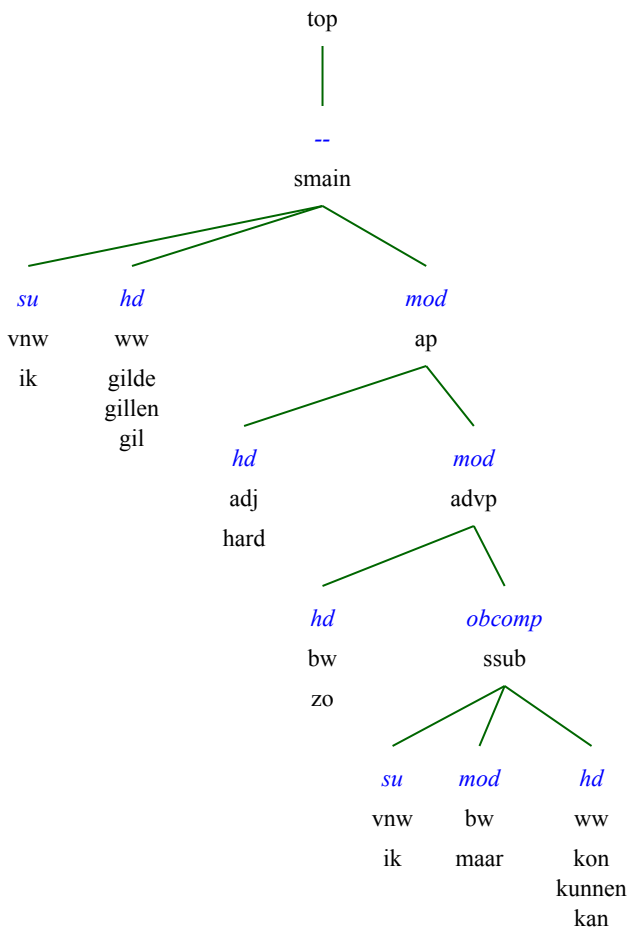 top
--
smain
su hd mod
vnw ww ap
ik gilde
gillen
gil
hd mod
adj advp
hard
hd obcomp
bw ssub
zo
su mod hd
vnw bw ww
ik maar kon
kunnen
kan